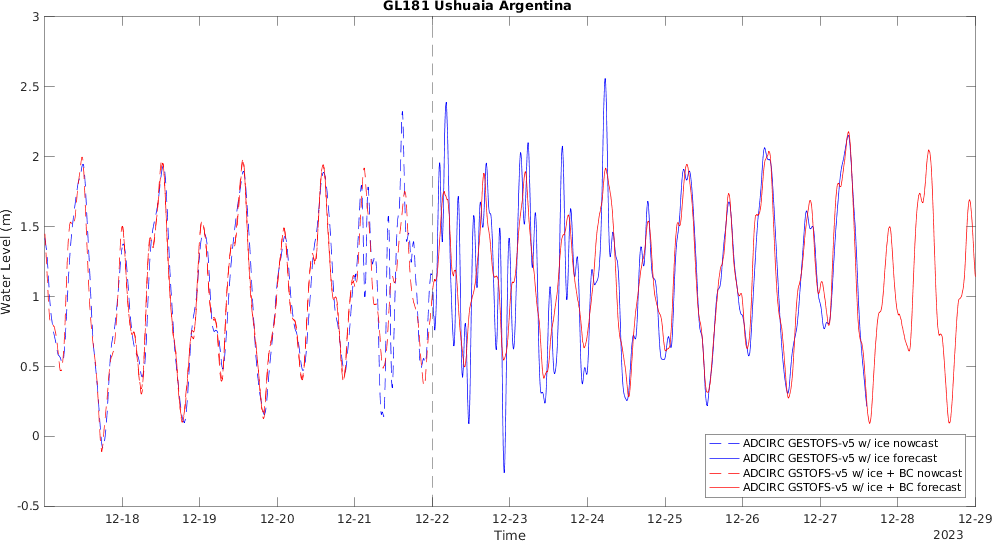 GL181 Ushuaia Argentina
3
2.5
2
1.5
1
0.5
0
-0.5
Water Level (m)
ADCIRC GESTOFS-v5 w/ ice nowcast
ADCIRC GESTOFS-v5 w/ ice forecast
ADCIRC GSTOFS-v5 w/ ice + BC nowcast
ADCIRC GSTOFS-v5 w/ ice + BC forecast
12-18 12-19 12-20 12-21 12-22 12-23 12-24 12-25 12-26 12-27 12-28 12-29
Time
2023